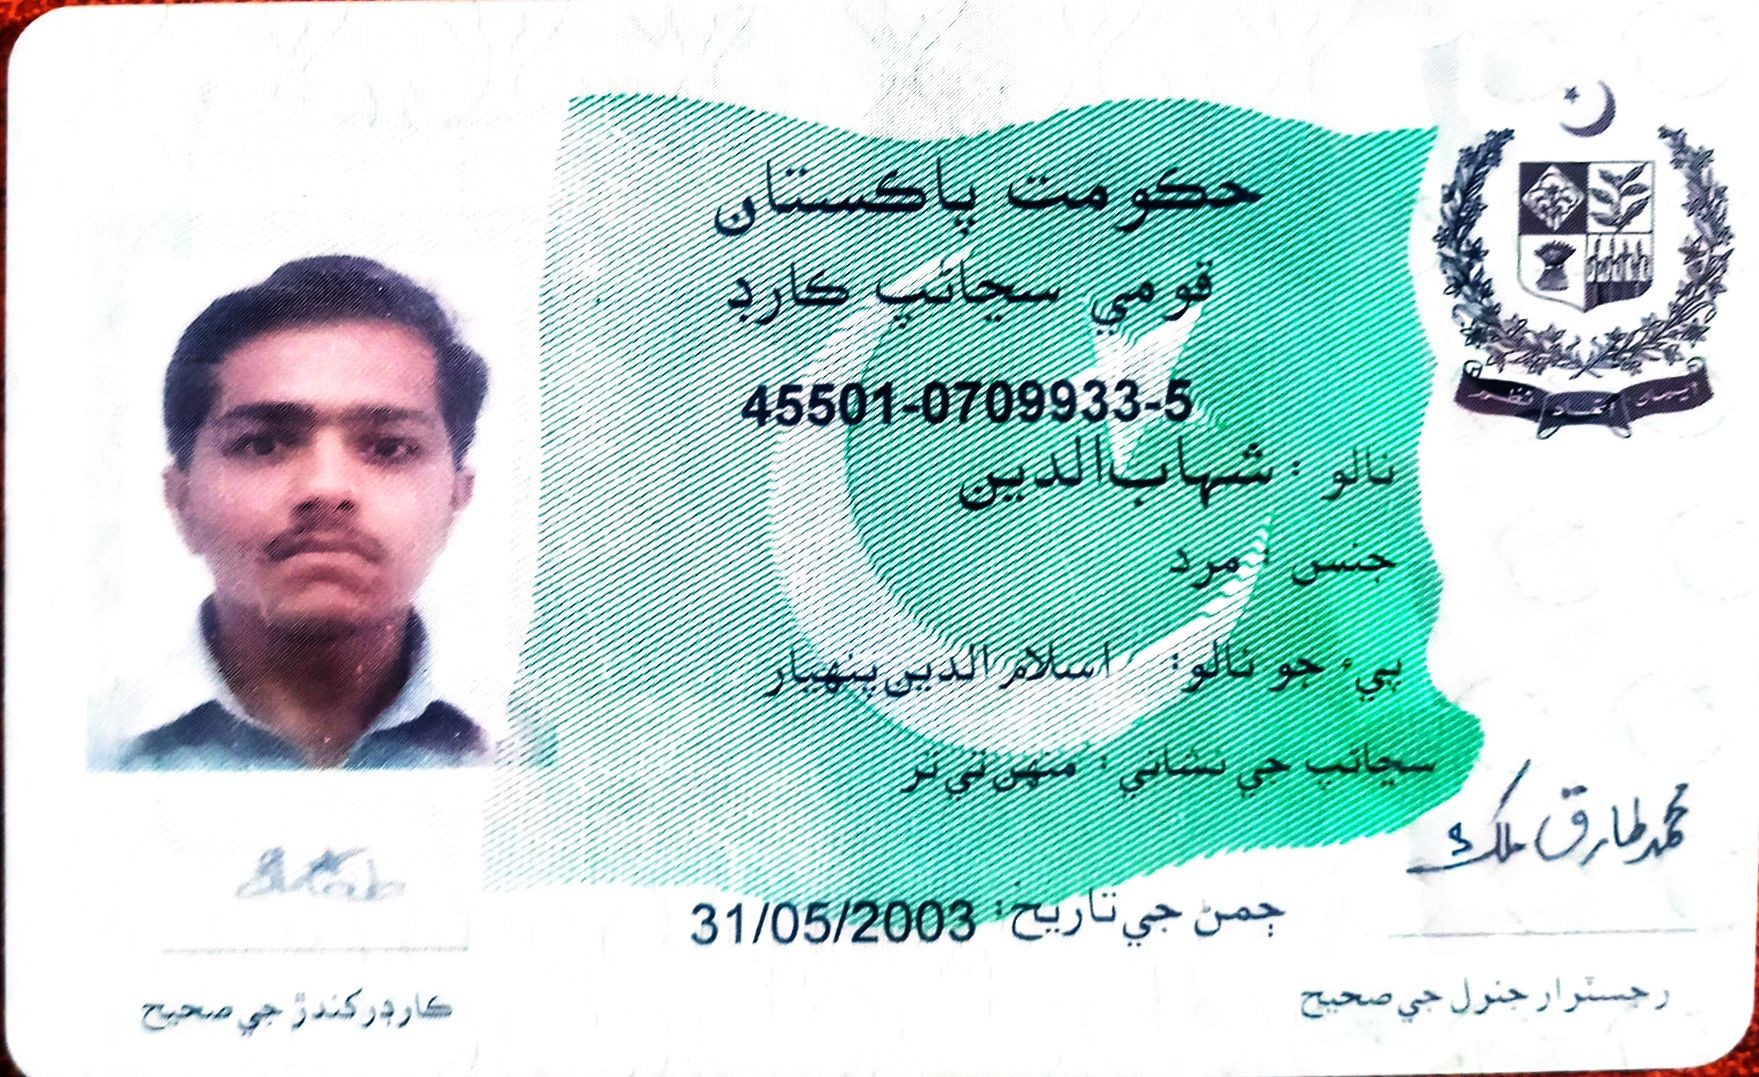 حڪومت پاڪستان
قومي سڃاڻپ ڪارڊ
45501-0709933-5
نالو : شهاب الدين
جنس : مرد
پيءُ جو نالو: اسلام الدين پنهيار
سڃاڻپ جي نشاني: منهن تي تر
محمد طارق ملک
ڄمڻ جي تاريخ: 31/05/2003
رجسٽرار جنرل جي صحيح
ڪارڊ رکندڙ جي صحيح